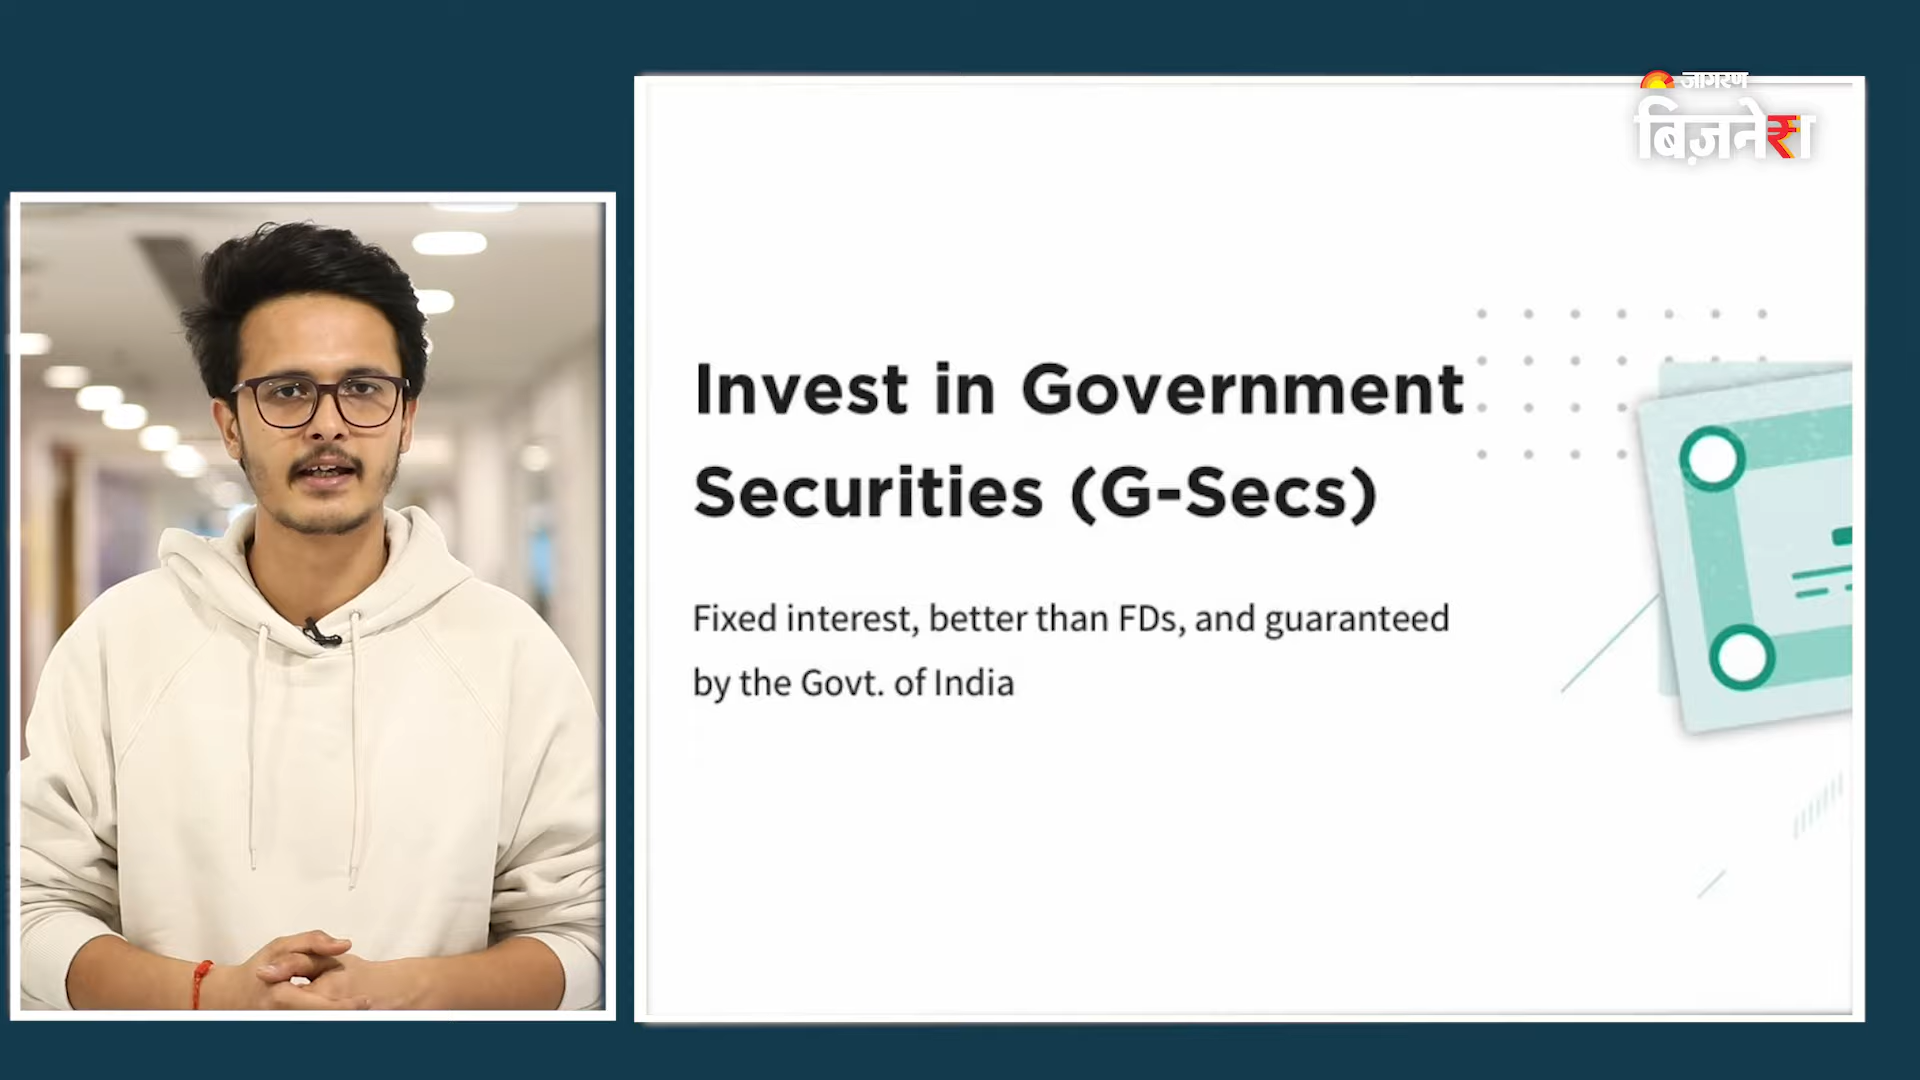 जागरण
बिज़नेस
Invest in Government
Securities (G-Secs)
Fixed interest, better than FDs, and guaranteed
by the Govt. of India